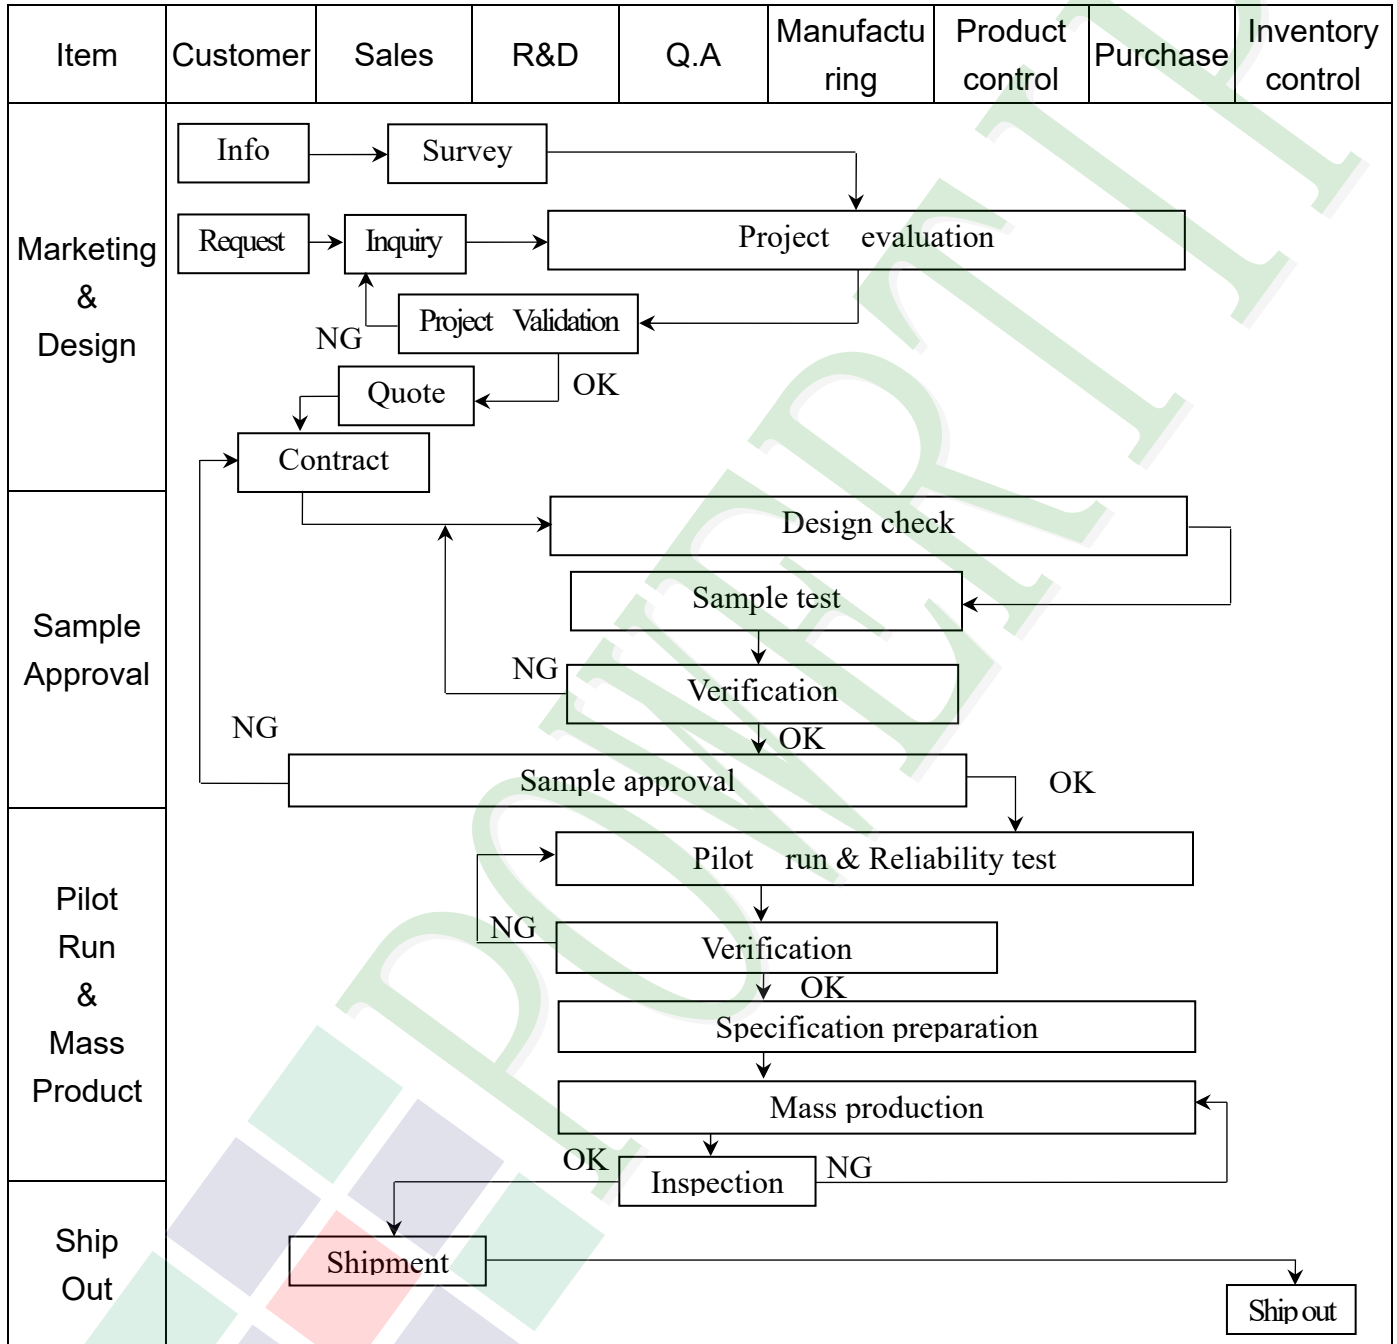 Item Customer Sales R&D Q.A Manufactu Product Purchase Inventory
ring control control
Info Survey
Request Inquiry Project evaluation
Marketing
&
Design
Project Validation
NG
Quote OK
Contract
Design check
Sample
Approval
Sample test
NG Verification
NG OK
Sample approval OK
Pilot
Run
&
Mass
Product
Pilot run & Reliability test
NG Verification
OK
Specification preparation
Mass production
OK Inspection NG
Ship
Out
Shipment
Ship out
POWERTIP